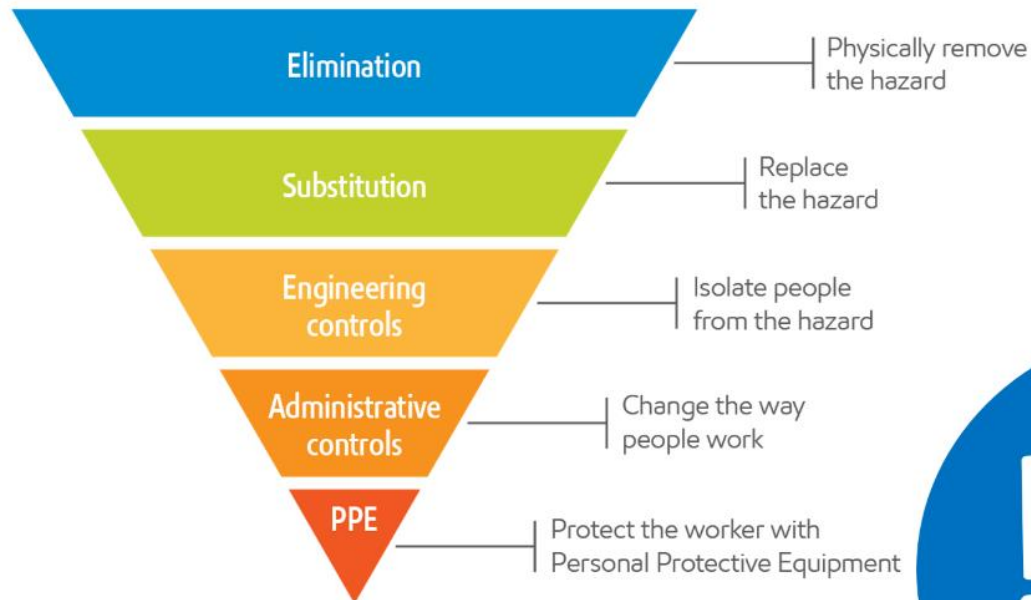 Elimination
Physically remove
the hazard
Substitution
Replace
the hazard
Engineering
controls
Isolate people
from the hazard
Administrative
controls
Change the way
people work
PPE
Protect the worker with
Personal Protective Equipment